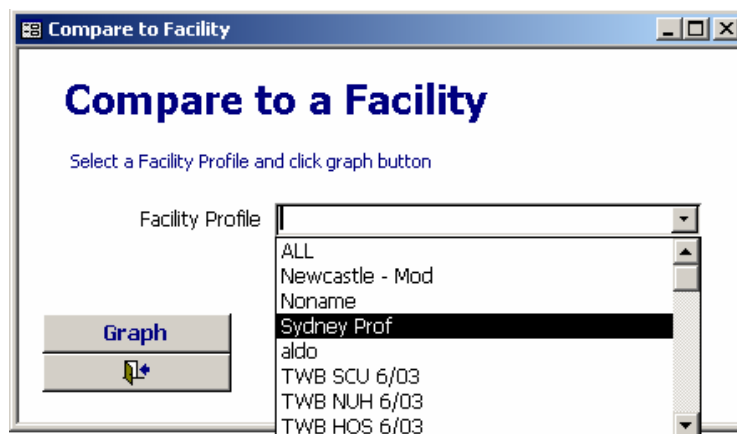 Compare to Facility
Compare to a Facility
Select a Facility Profile and click graph button
Facility Profile
ALL
Newcastle - Mod
Noname
Sydney Prof
aldo
TWB SCU 6/03
TWB NUH 6/03
TWB HOS 6/03
Graph